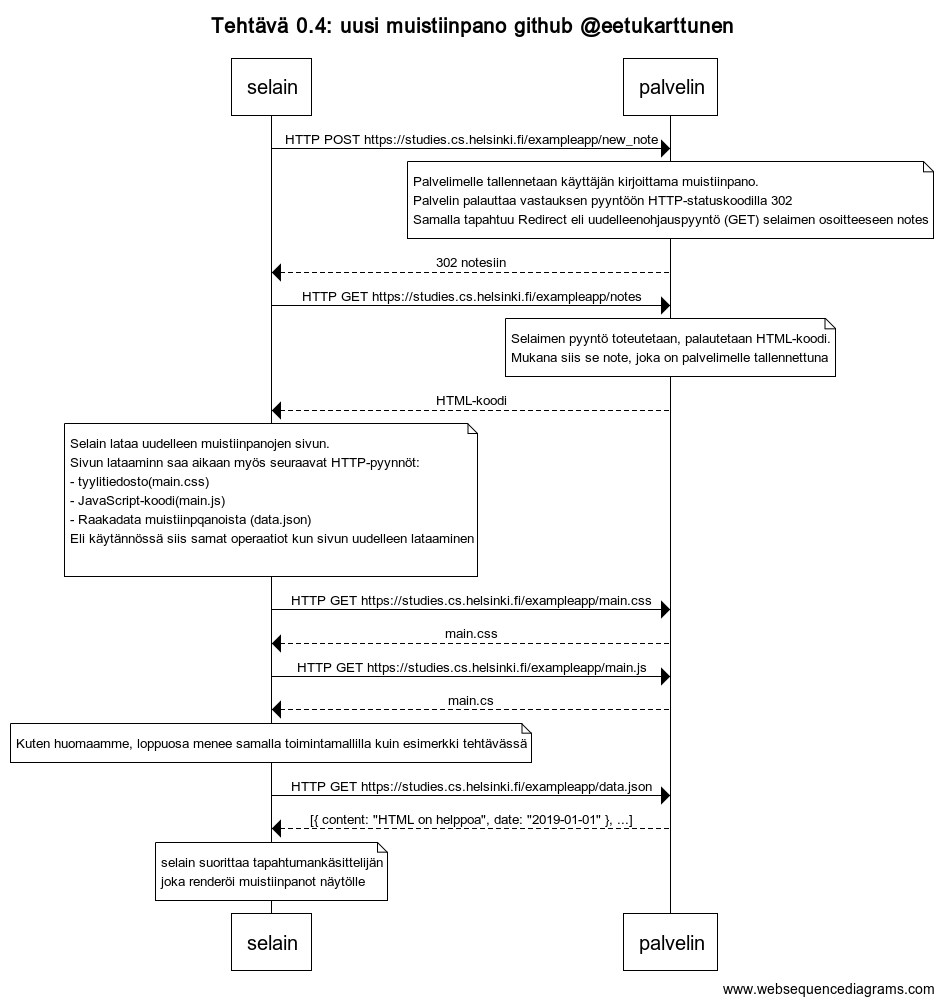 Tehtävä 0.4: uusi muistiinpano github @eetukarttunen
selain
palvelin
HTTP POST https://studies.cs.helsinki.fi/exampleapp/new_note
Palvelimelle tallennetaan käyttäjän kirjoittama muistiinpano.
Palvelin palauttaa vastauksen pyyntöön HTTP-statuskoodilla 302
Samalla tapahtuu Redirect eli uudelleenohjauspyyntö (GET) selaimen osoitteeseen notes
302 notesiin
HTTP GET https://studies.cs.helsinki.fi/exampleapp/notes
Selaimen pyyntö toteutetaan, palautetaan HTML-koodi.
Mukana siis se note, joka on palvelimelle tallennettuna
HTML-koodi
Selain lataa uudelleen muistiinpanojen sivun.
Sivun lataaminn saa aikaan myös seuraavat HTTP-pyynnöt:
- tyylitiedosto(main.css)
- JavaScript-koodi(main.js)
- Raakadata muistiinpqanoista (data.json)
Eli käytännössä siis samat operaatiot kun sivun uudelleen lataaminen
HTTP GET https://studies.cs.helsinki.fi/exampleapp/main.css
main.css
HTTP GET https://studies.cs.helsinki.fi/exampleapp/main.js
main.cs
Kuten huomaamme, loppuosa menee samalla toimintamallilla kuin esimerkki tehtävässä
HTTP GET https://studies.cs.helsinki.fi/exampleapp/data.json
[{ content: "HTML on helppoa", date: "2019-01-01" }, ...]
selain suorittaa tapahtumankäsittelijän
joka renderöi muistiinpanot näytölle
selain
palvelin
www.websequencediagrams.com